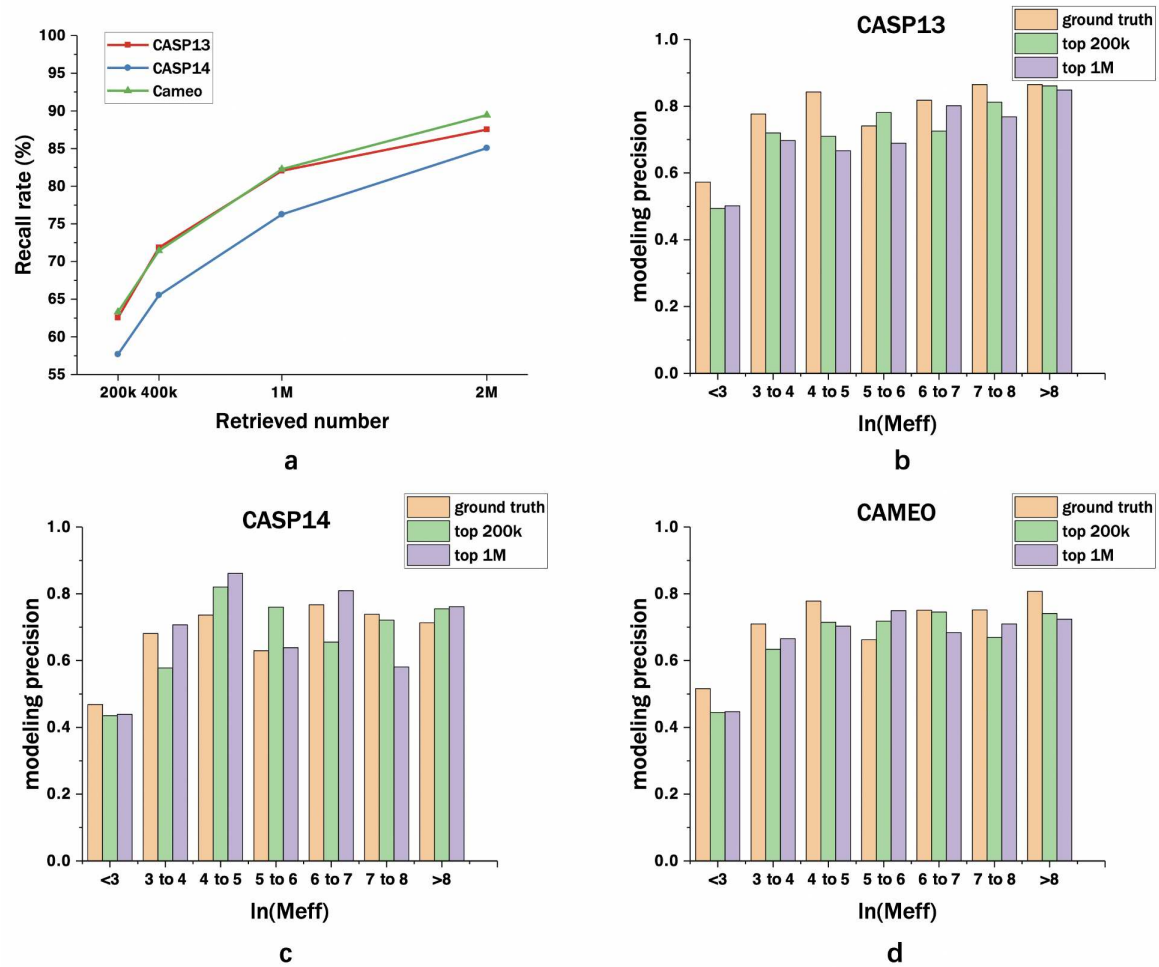 100
95
90
85
80
75
70
65
60
55
Recall rate (%)
CASP13
CASP14
Cameo
200k 400k 1M 2M
Retrieved number
a
CASP13
ground truth
top 200k
top 1M
1.0
0.8
0.6
0.4
0.2
0.0
modeling precision
<3 3 to 4 4 to 5 5 to 6 6 to 7 7 to 8 >8
ln(Meff)
b
CASP14
ground truth
top 200k
top 1M
1.0
0.8
0.6
0.4
0.2
0.0
modeling precision
<3 3 to 4 4 to 5 5 to 6 6 to 7 7 to 8 >8
ln(Meff)
c
CAMEO
ground truth
top 200k
top 1M
1.0
0.8
0.6
0.4
0.2
0.0
modeling precision
<3 3 to 4 4 to 5 5 to 6 6 to 7 7 to 8 >8
ln(Meff)
d